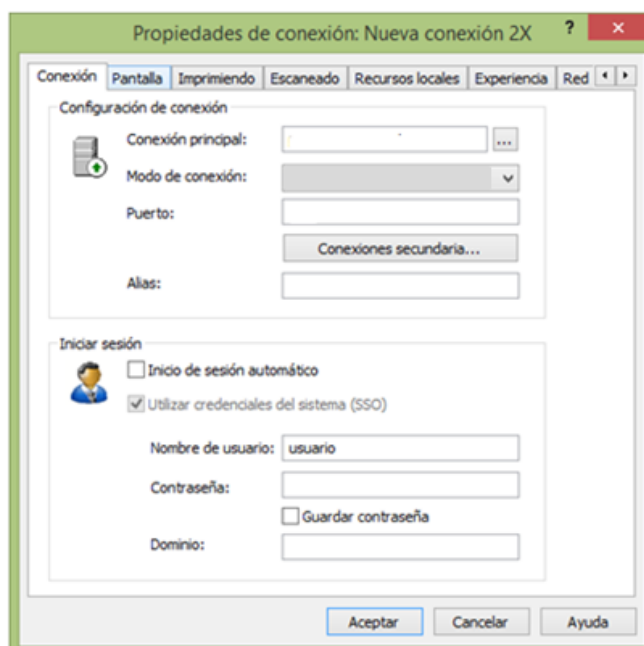 Propiedades de conexión: Nueva conexión 2X ? ×
Conexión Pantalla Imprimiendo Escaneado Recursos locales Experiencia Red
Configuración de conexión
Conexión principal: ...
Modo de conexión:
Puerto:
Conexiones secundaria...
Alias:
Iniciar sesión
Inicio de sesión automático
Utilizar credenciales del sistema (SSO)
Nombre de usuario: usuario
Contraseña:
Guardar contraseña
Dominio:
Aceptar Cancelar Ayuda